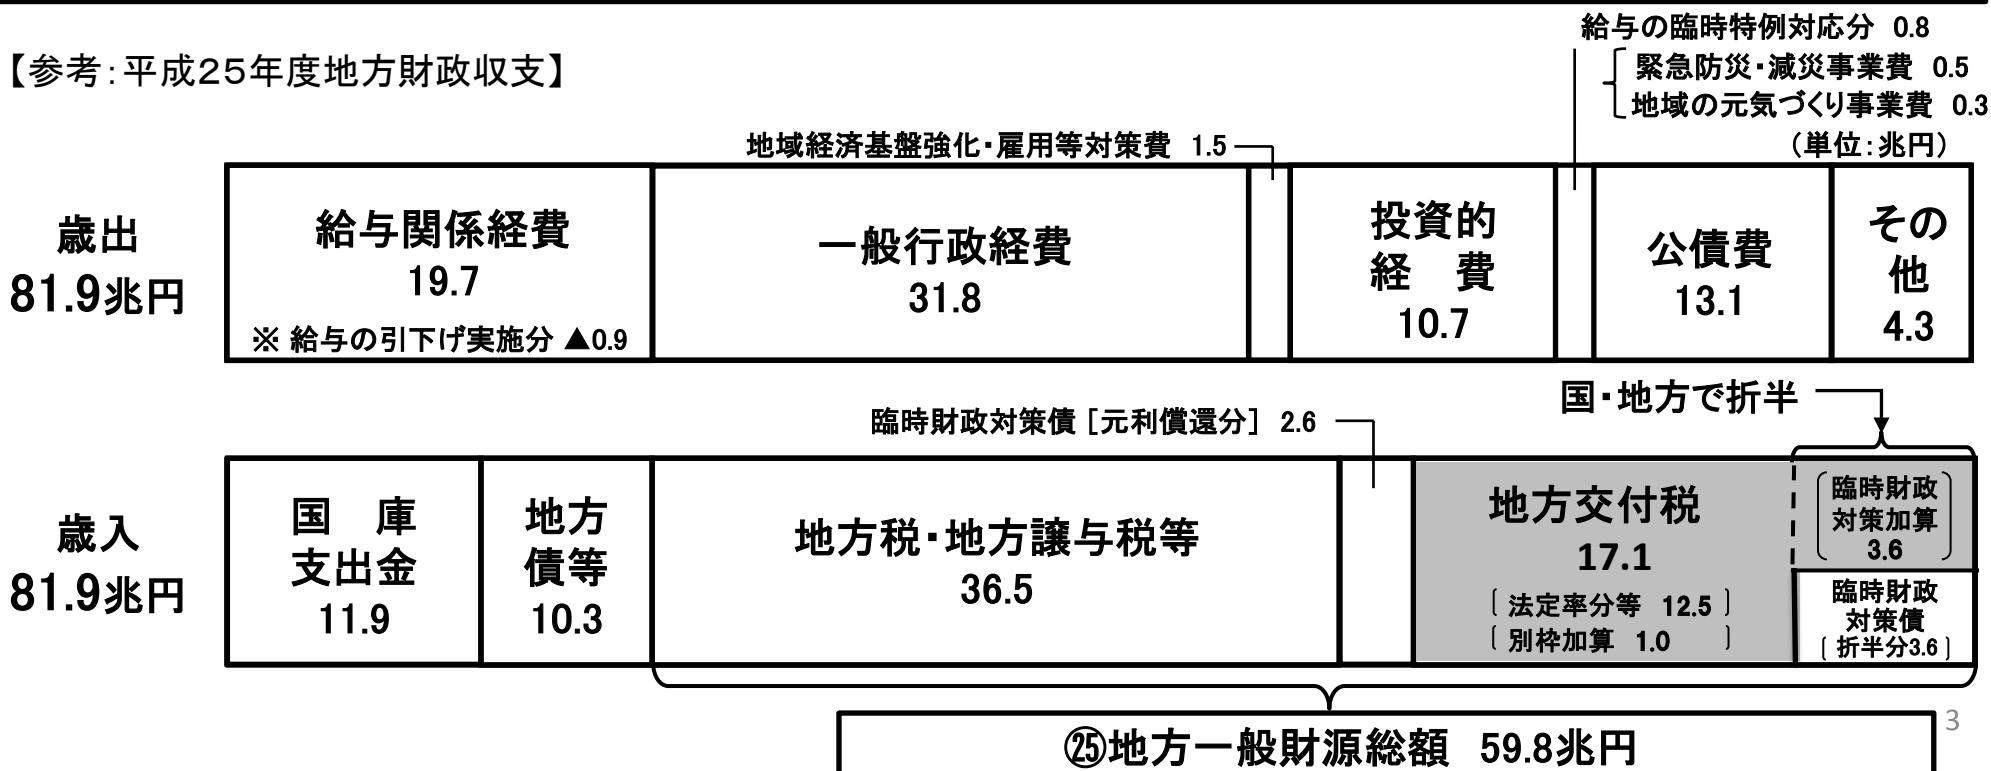 【参考：平成２５年度地方財政収支】
給与の臨時特例対応分 0.8
緊急防災・減災事業費 0.5
地域の元気づくり事業費 0.3
（単位：兆円）
地域経済基盤強化・雇用等対策費 1.5
歳出
81.9兆円
給与関係経費
19.7
※ 給与の引下げ実施分 ▲0.9
一般行政経費
31.8
投資的
経　費
10.7
公債費
13.1
その
他
4.3
国・地方で折半
臨時財政対策債［元利償還分］ 2.6
歳入
81.9兆円
国　庫
支出金
11.9
地方
債等
10.3
地方税・地方譲与税等
36.5
地方交付税
17.1
〔 法定率分等 12.5 〕
〔 別枠加算 1.0 〕
臨時財政
対策加算
3.6
臨時財政
対策債
〔 折半分3.6 〕
㉕地方一般財源総額 59.8兆円
3